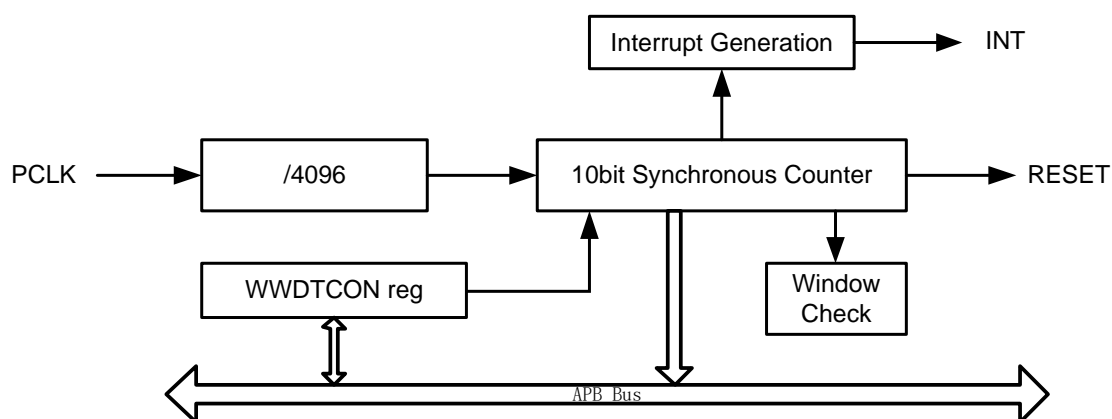 Interrupt Generation
INT
PCLK
/4096
10bit Synchronous Counter
RESET
WWDTCON reg
Window
Check
APB Bus